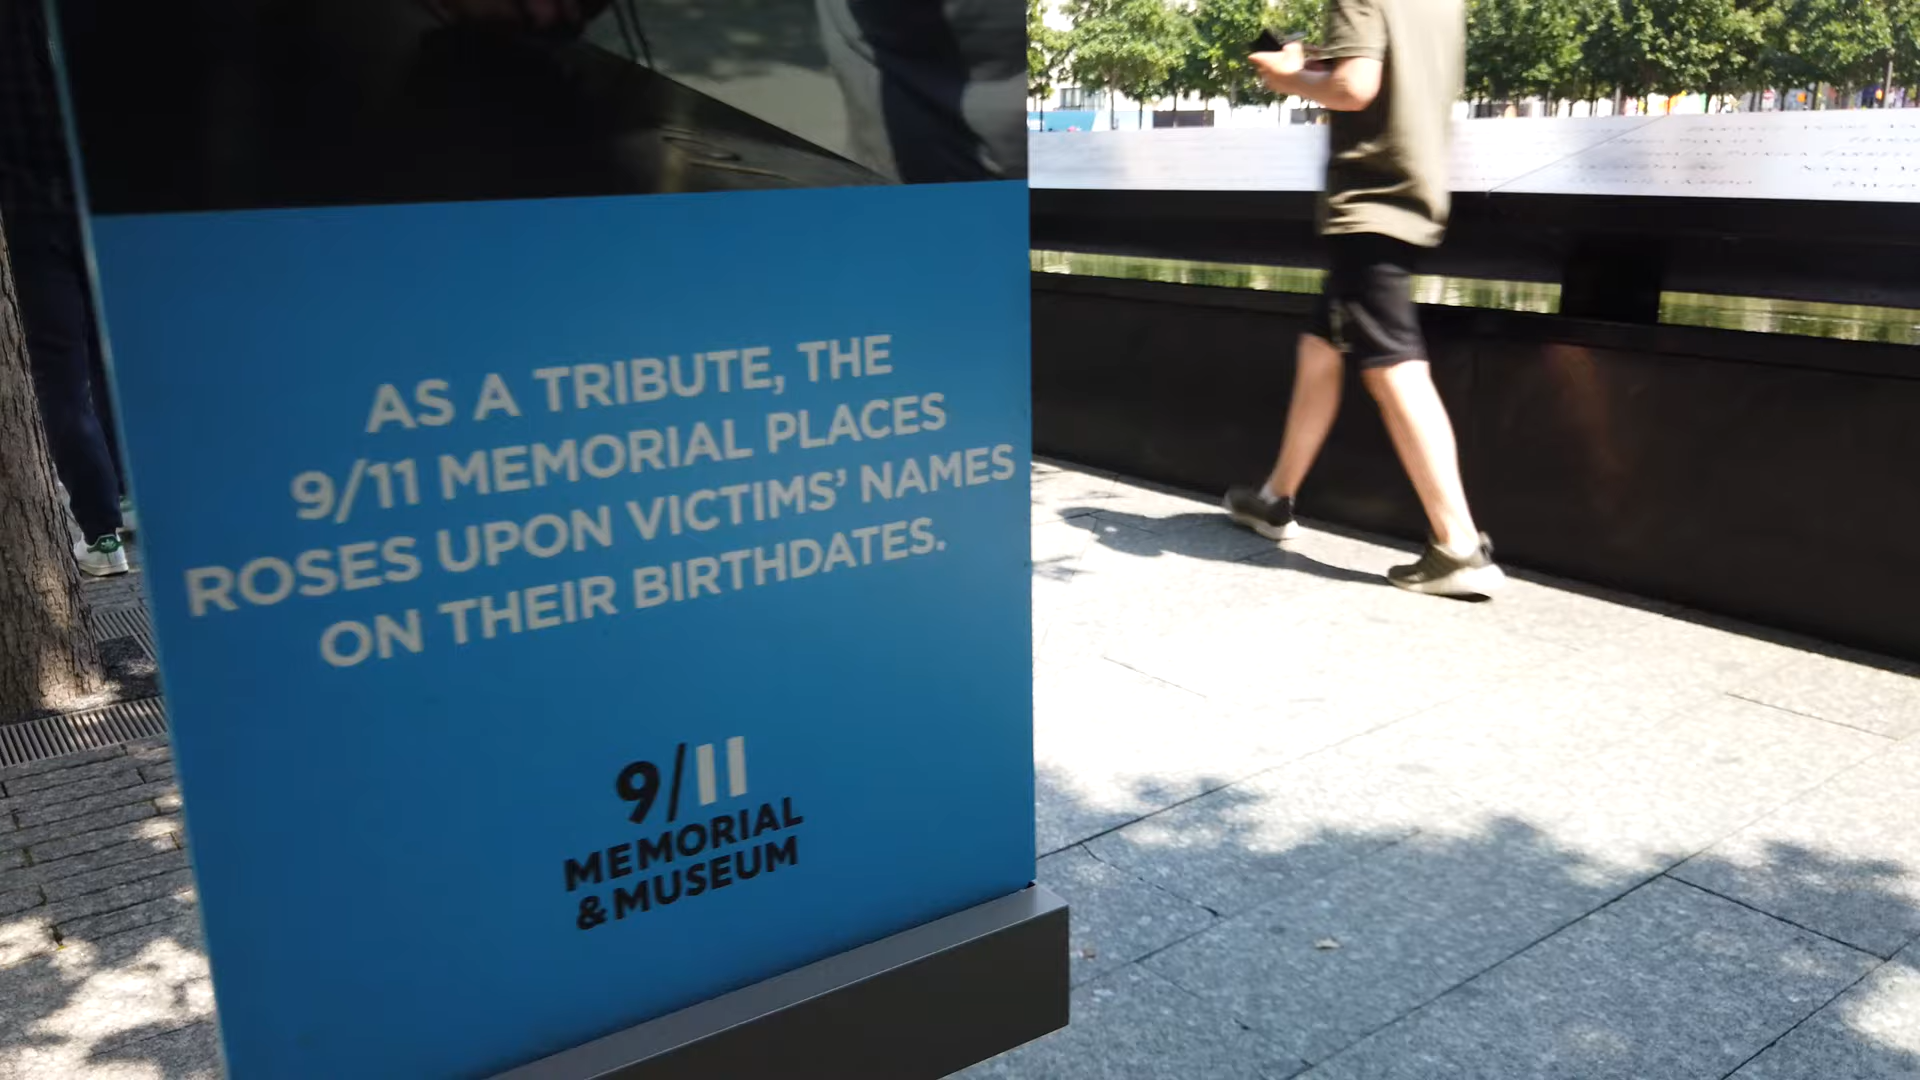 AS A TRIBUTE, THE
9/11 MEMORIAL PLACES
ROSES UPON VICTIMS' NAMES
ON THEIR BIRTHDATES.
9/11
MEMORIAL
& MUSEUM